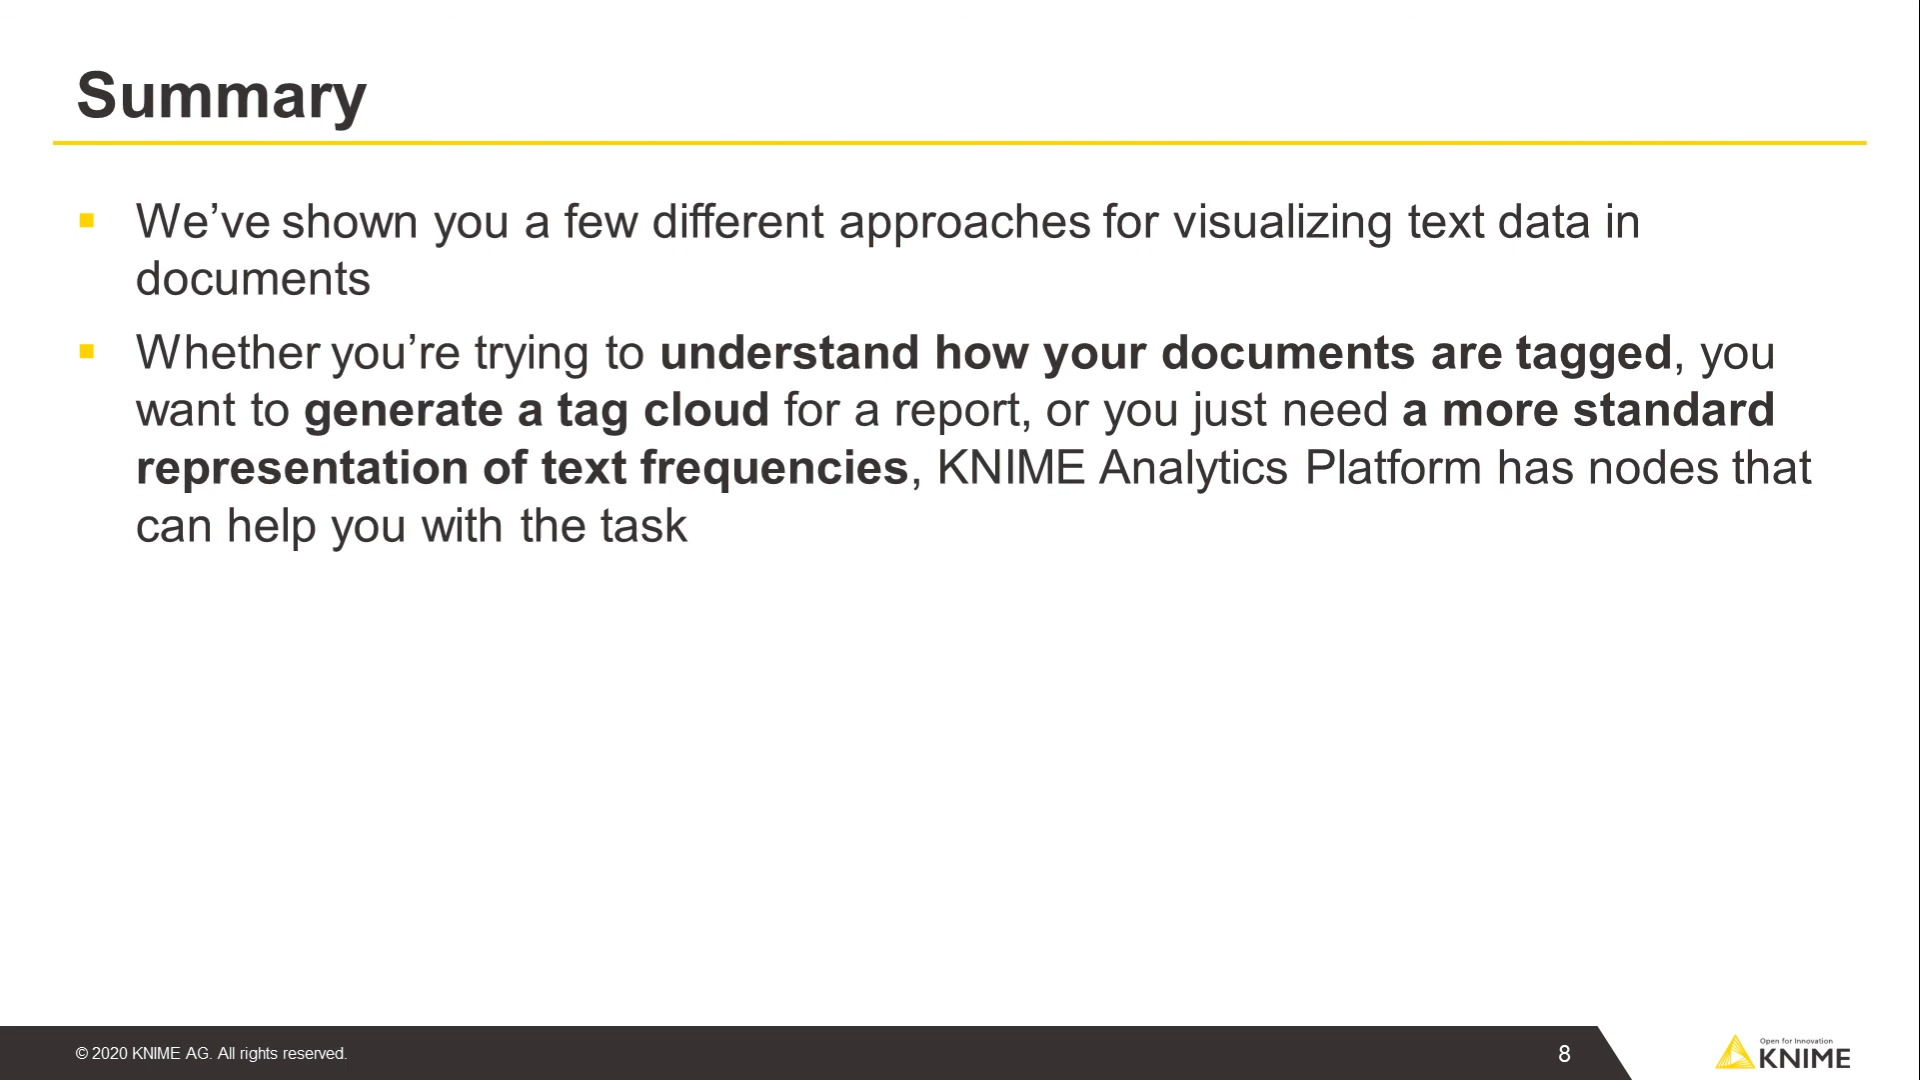 Summary
▪ We’ve shown you a few different approaches for visualizing text data in
documents
▪ Whether you’re trying to understand how your documents are tagged, you
want to generate a tag cloud for a report, or you just need a more standard
representation of text frequencies, KNIME Analytics Platform has nodes that
can help you with the task
© 2020 KNIME AG. All rights reserved.
8
Open for Innovation
KNIME